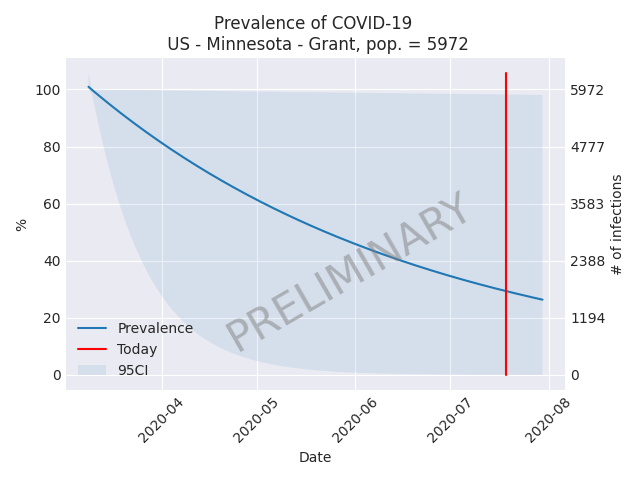 Prevalence of COVID-19
US - Minnesota - Grant, pop. = 5972
%
100
80
60
40
20
0
5972
4777
3583
2388
1194
0
# of infections
PRELIMINARY
Prevalence
Today
95CI
2020-04
2020-05
2020-06
2020-07
2020-08
Date